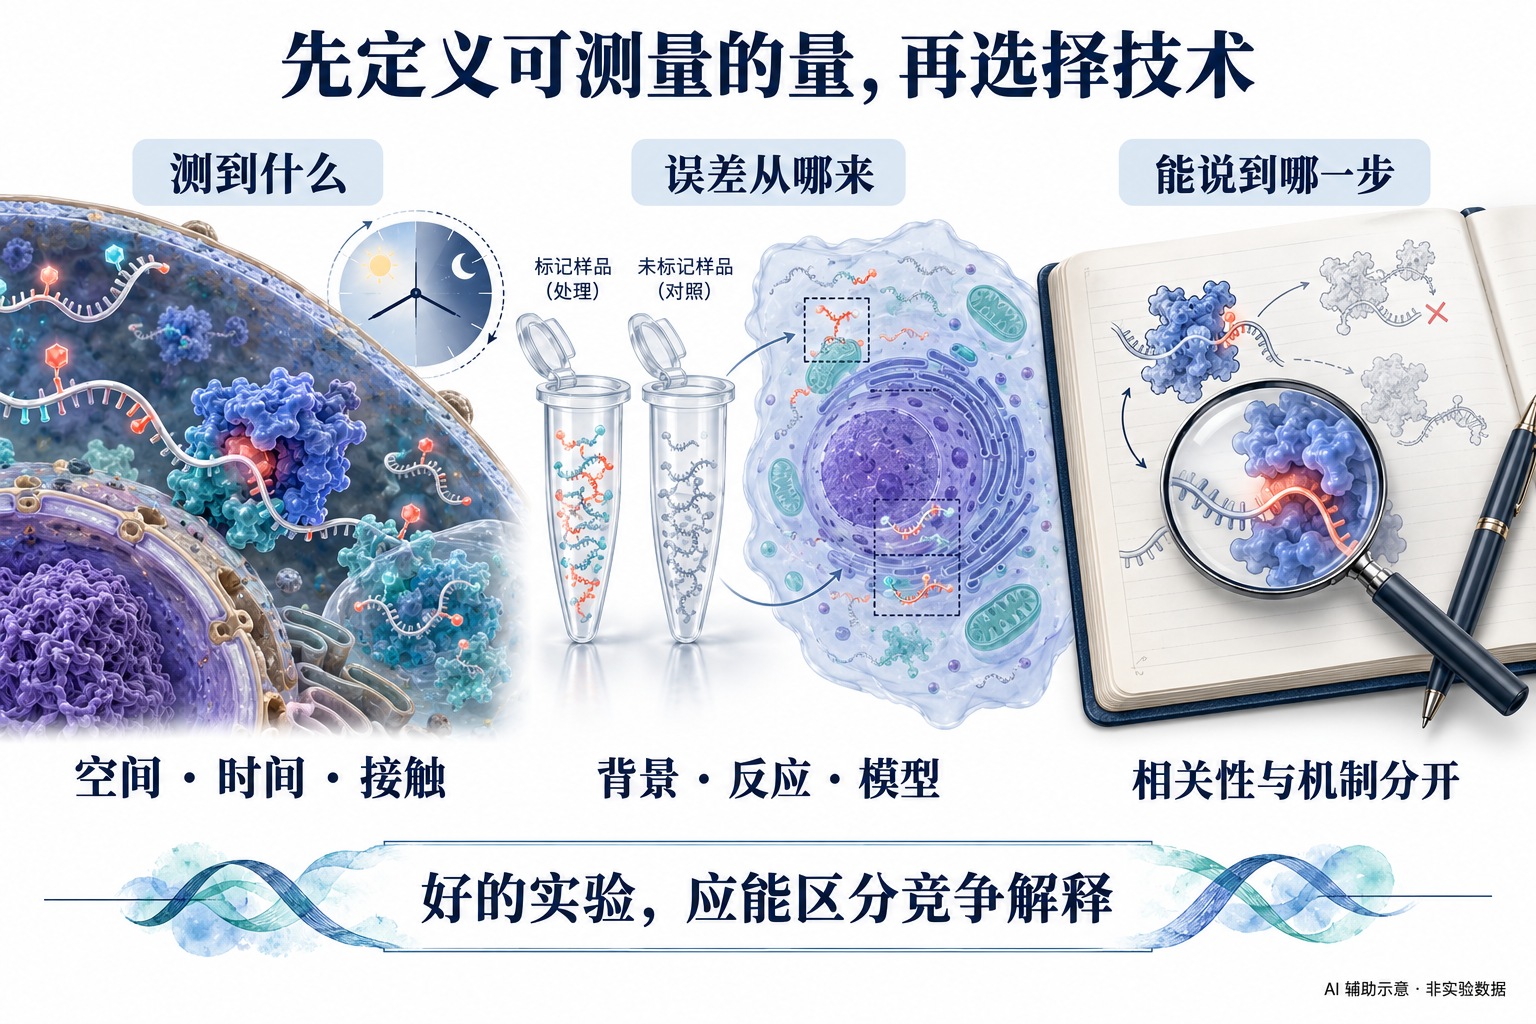 先定义可测量的量，再选择技术
测到什么
误差从哪来
能说到哪一步
标记样品
（处理）
未标记样品
（对照）
空间・时间・接触
背景・反应・模型
相关性与机制分开
好的实验，应能区分竞争解释
AI 辅助示意・非实验数据